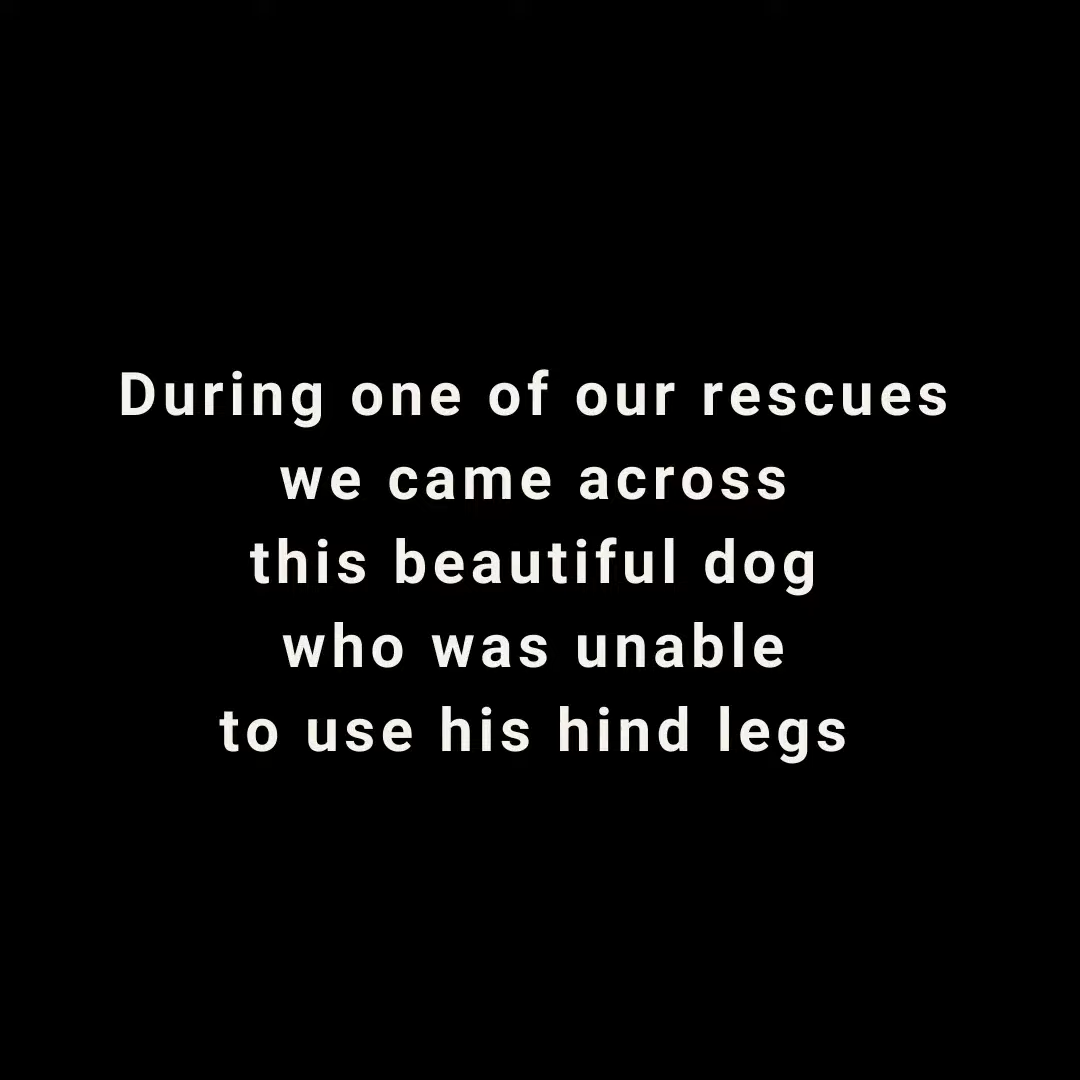 During one of our rescues
we came across
this beautiful dog
who was unable
to use his hind legs